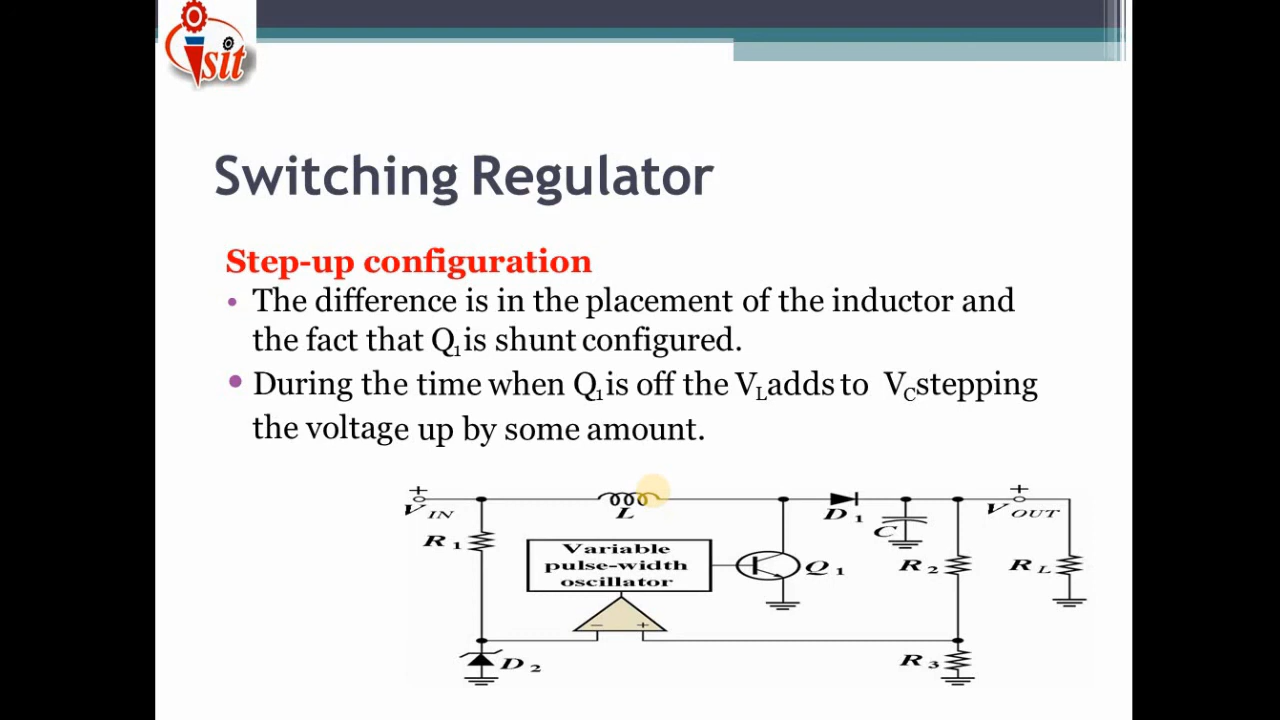 isit
Switching Regulator
Step-up configuration
• The difference is in the placement of the inductor and
the fact that Q1 is shunt configured.
• During the time when Q1 is off the VL adds to VC stepping
the voltage up by some amount.
+ +
VIN L D1 C VOUT
R1 Variable Q1 R2 RL
pulse-width
oscillator
− +
D2 R3